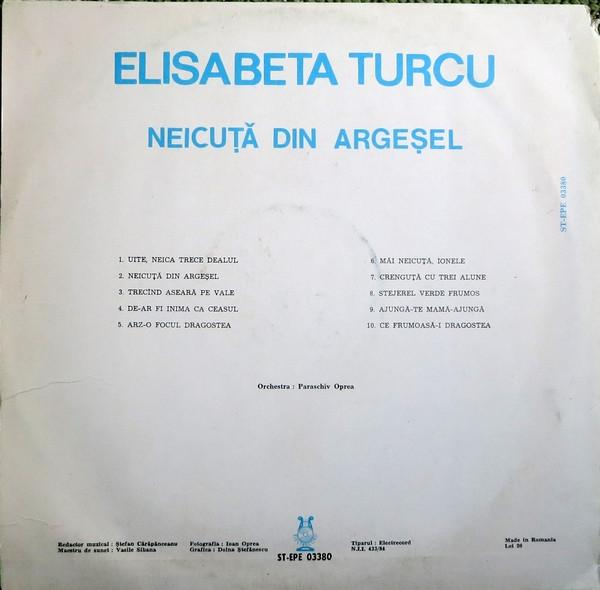 ELISABETA TURCU
NEICUȚĂ DIN ARGEȘEL
ST-EPE 03380
1. UITE, NEICA TRECE DEALUL
2. NEICUȚĂ DIN ARGEȘEL
3. TRECÎND ASEARĂ PE VALE
4. DE-AR FI INIMA CA CEASUL
5. ARZ-O FOCUL DRAGOSTEA
6. MĂI NEICUȚĂ, IONELE
7. CRENGUȚĂ CU TREI ALUNE
8. STEJEREL VERDE FRUMOS
9. AJUNGĂ-TE MAMĂ-AJUNGĂ
10. CE FRUMOASĂ-I DRAGOSTEA
Orchestra : Paraschiv Oprea
Redactor muzical : Ștefan Cărăpănceanu
Maestru de sunet : Vasile Sibana
Fotografia : Ioan Oprea
Grafica : Doina Ștefănescu
ST-EPE 03380
Tiparul : Electrecord
N.I.I. 433/84
Made in Romania
Lei 26